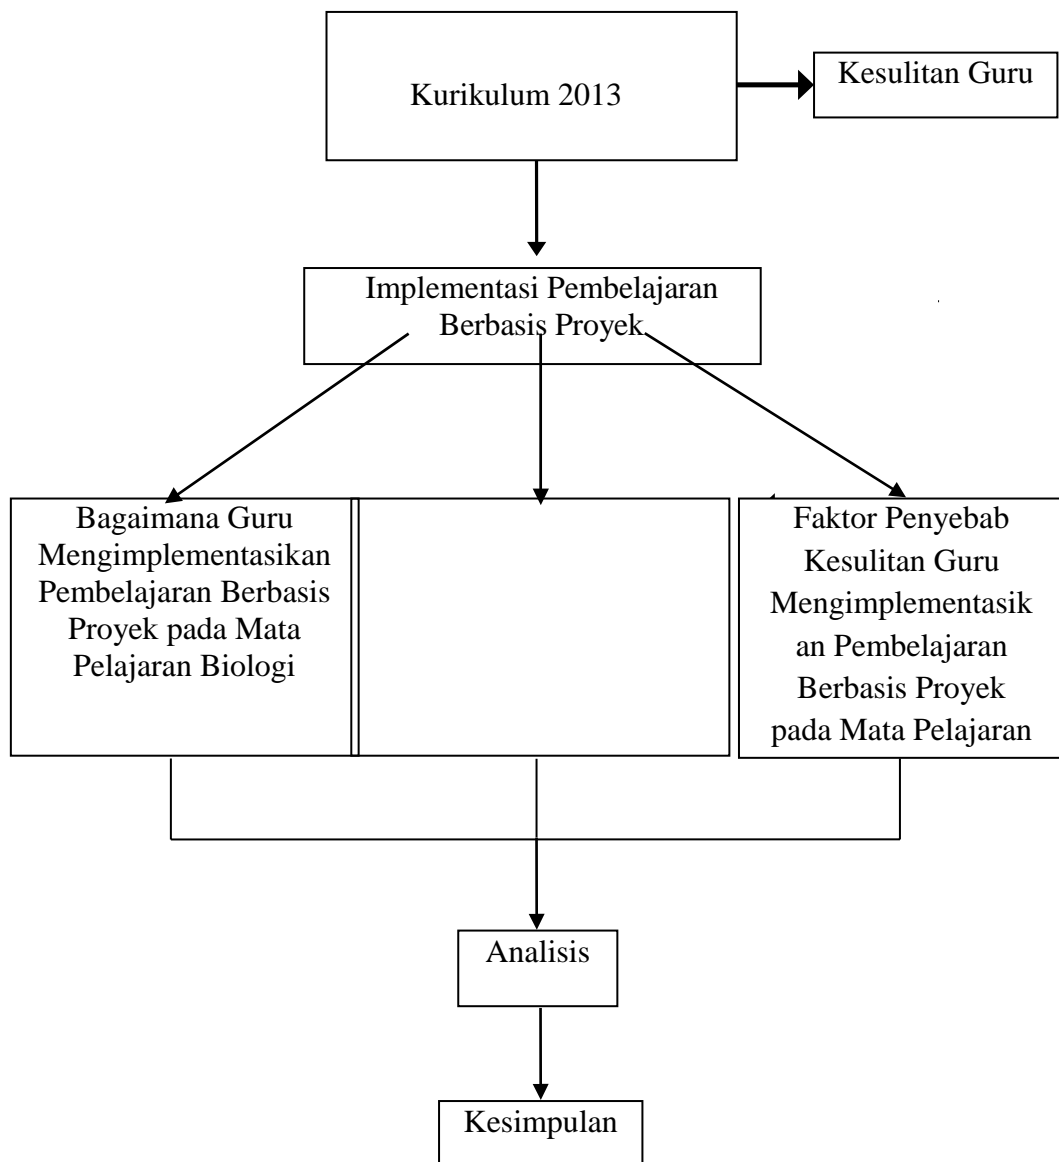 Kurikulum 2013
Kesulitan Guru
Implementasi Pembelajaran
Berbasis Proyek
Bagaimana Guru
Mengimplementasikan
Pembelajaran Berbasis
Proyek pada Mata
Pelajaran Biologi
Faktor Penyebab
Kesulitan Guru
Mengimplementasik
an Pembelajaran
Berbasis Proyek
pada Mata Pelajaran
Analisis
Kesimpulan